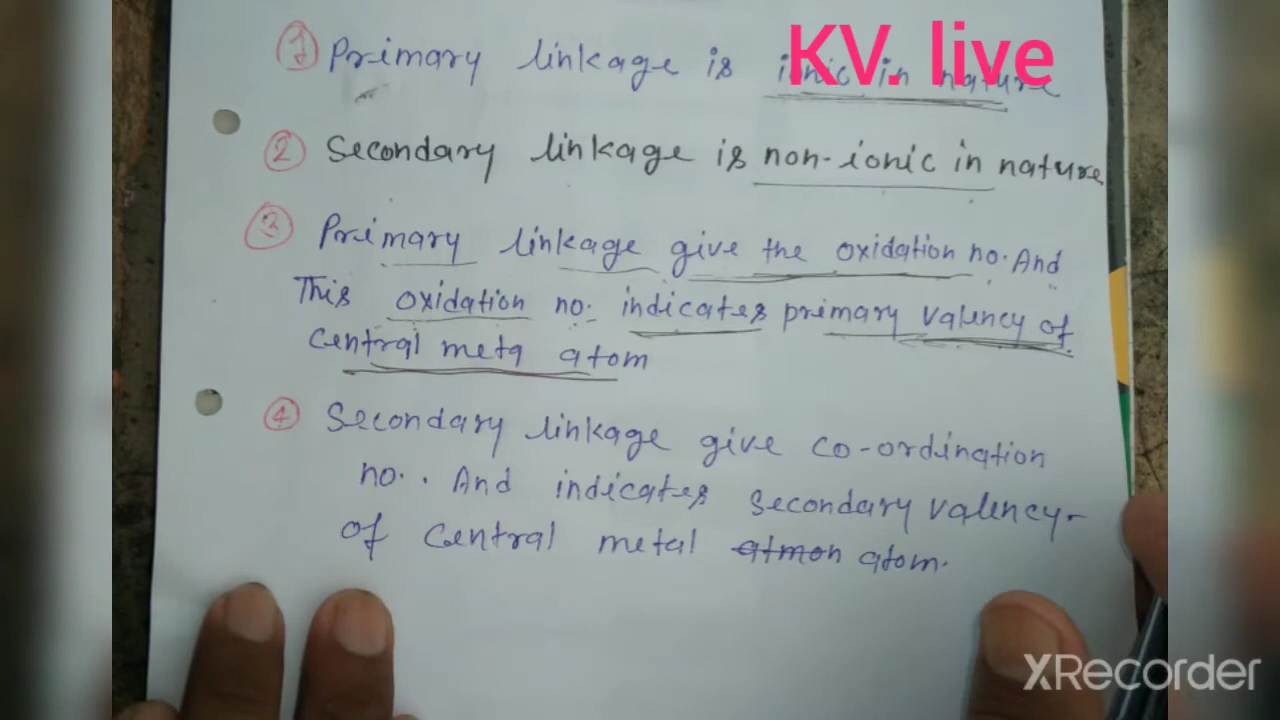 KV. live
① Primary linkage is ionic in nature
② Secondary linkage is non-ionic in nature
③ Primary linkage give the oxidation no. And
This oxidation no. indicates primary valency of
Central meta atom
④ Secondary linkage give co-ordination
no.. And indicates secondary valency-
of central metal atmon atom.
XRecorder